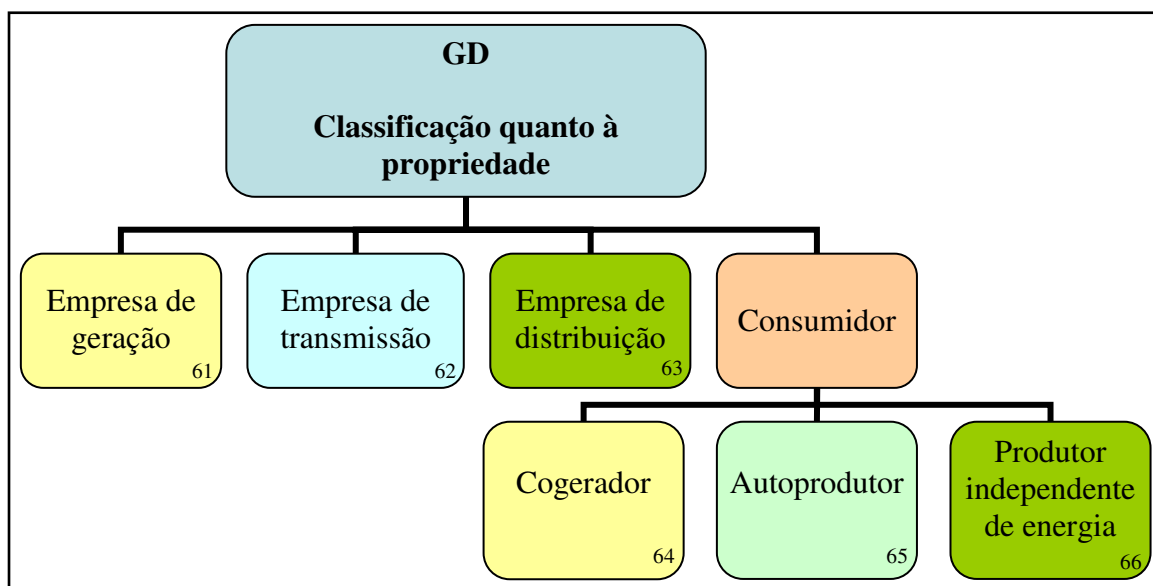 GD
Classificação quanto à
propriedade
Empresa de
geração
61
Empresa de
transmissão
62
Empresa de
distribuição
63
Consumidor
Cogerador
64
Autoprodutor
65
Produtor
independente
de energia
66